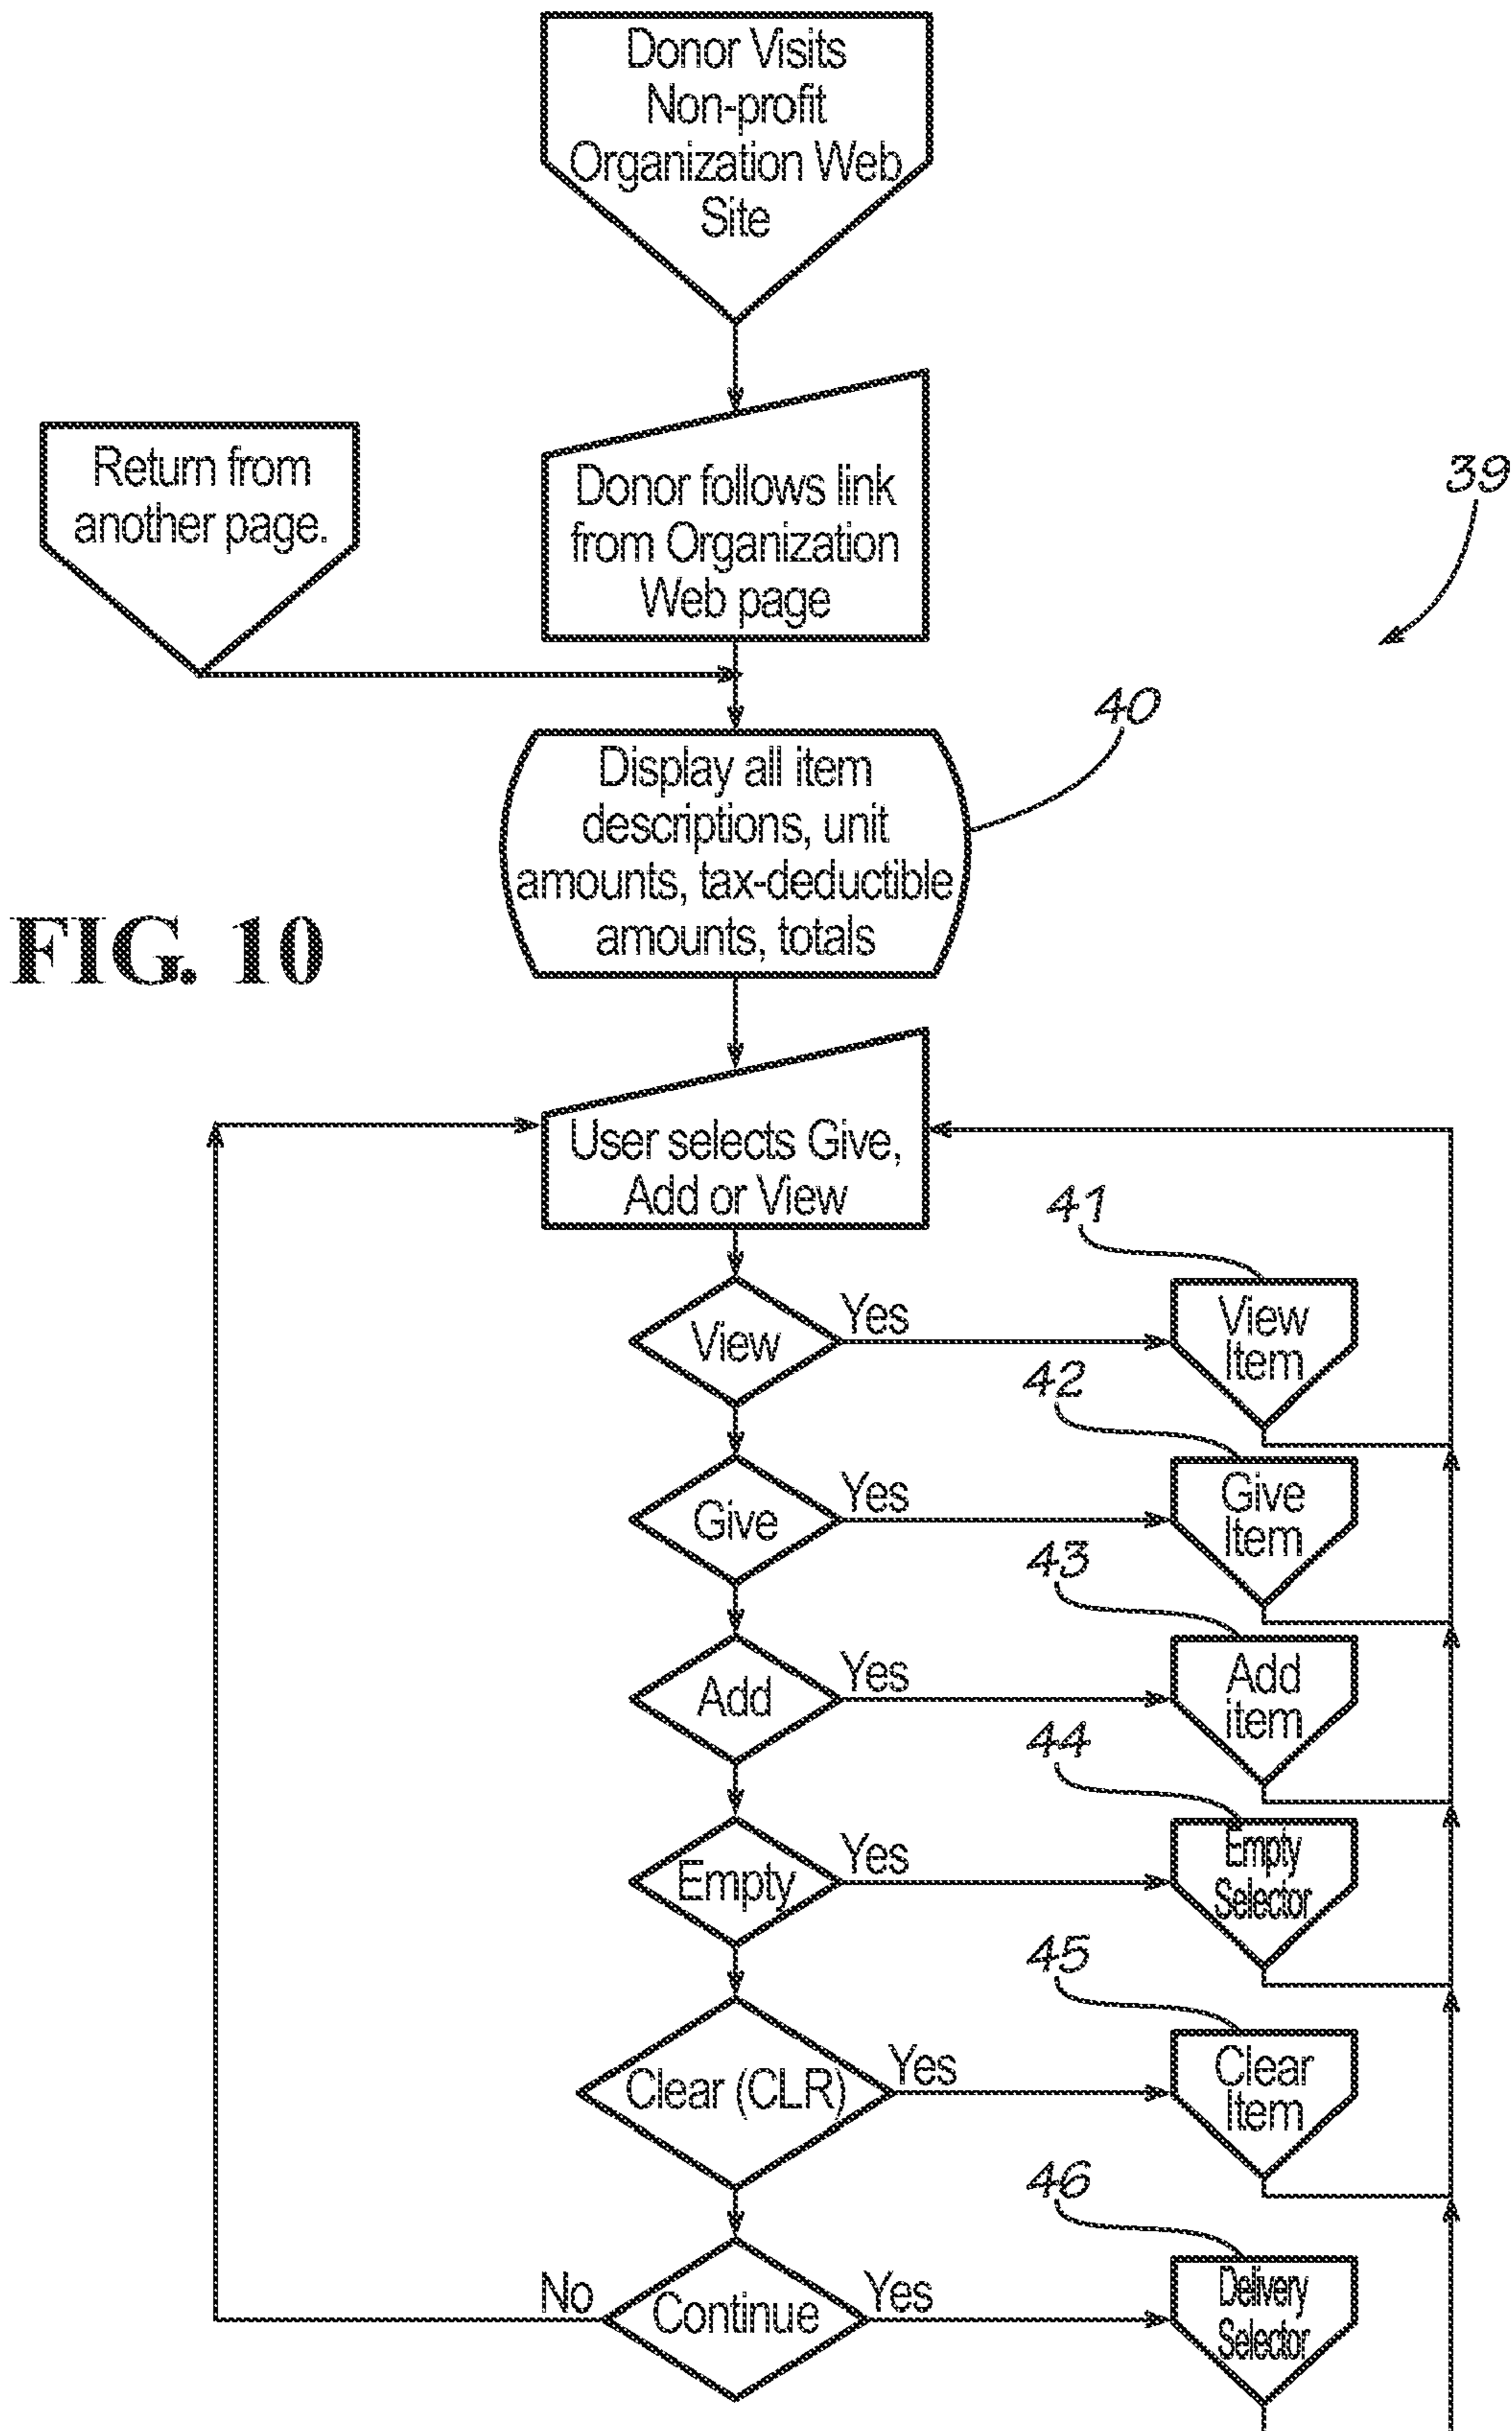 Donor Visits
Non-profit
Organization Web
Site
Return from
another page.
Donor follows link
from Organization
Web page
39
40
Display all item
descriptions, unit
amounts, tax-deductible
amounts, totals
FIG. 10
User selects Give,
Add or View
41
View
Yes
View
Item
42
Give
Yes
Give
Item
43
Add
Yes
Add
item
44
Empty
Yes
Empty
Selector
45
Clear (CLR)
Yes
Clear
Item
46
No
Continue
Yes
Delivery
Selector